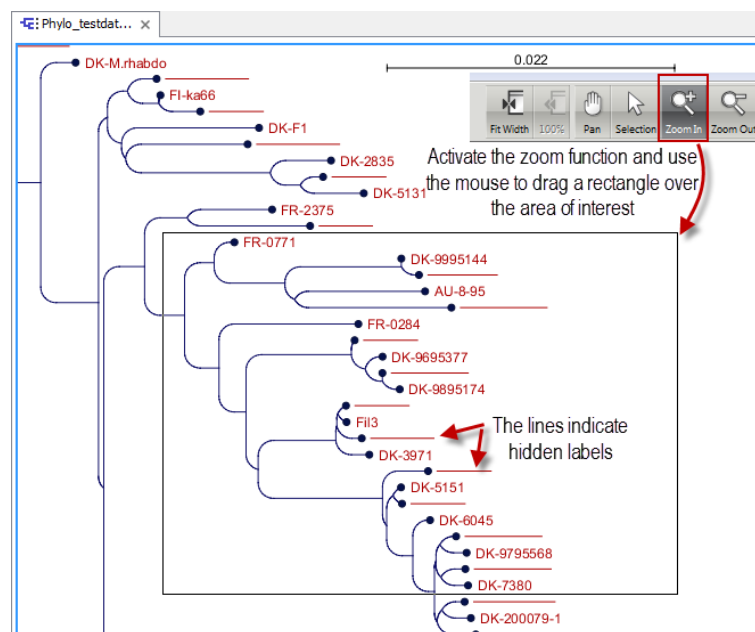 Phylo_testdat...
DK-M.rhabdo
0.022
FI-ka66
Fit Width 100% Pan Selection Zoom In Zoom Out
DK-F1
Activate the zoom function and use
the mouse to drag a rectangle over
the area of interest
DK-2835
DK-5131
FR-2375
FR-0771
DK-9995144
AU-8-95
FR-0284
DK-9695377
DK-9895174
Fil3
The lines indicate
hidden labels
DK-3971
DK-5151
DK-6045
DK-9795568
DK-7380
DK-200079-1